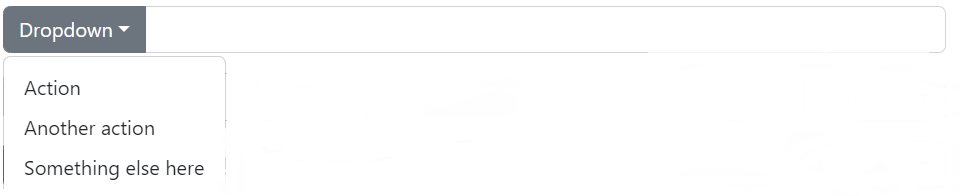 Dropdown
Action
Another action
Something else here